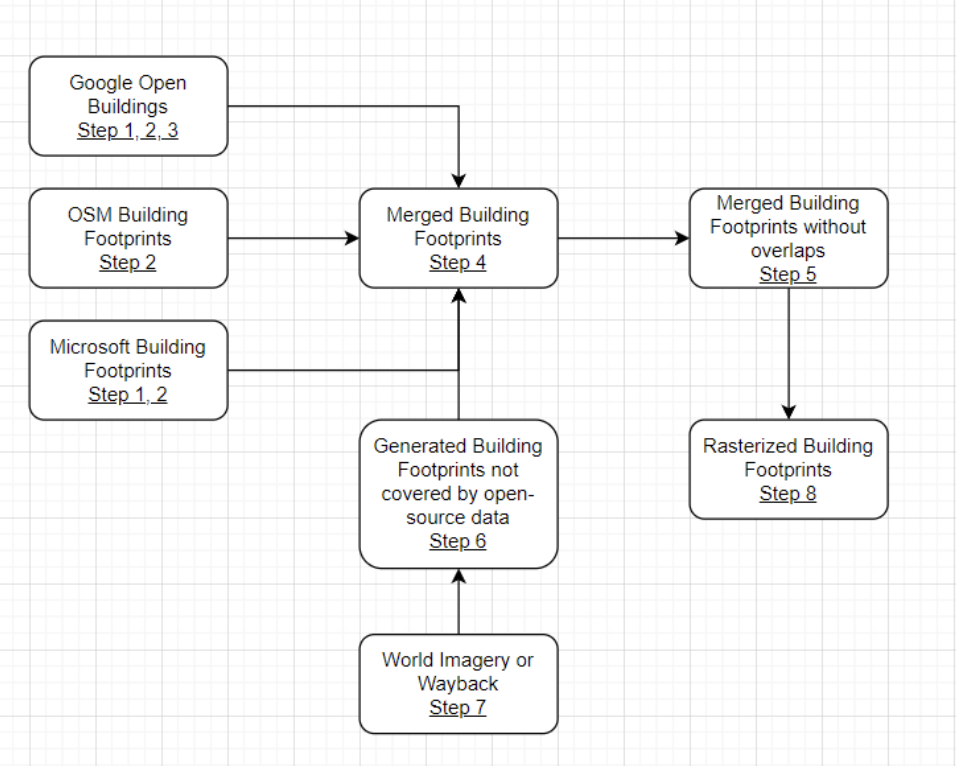 Google Open
Buildings
Step 1, 2, 3
OSM Building
Footprints
Step 2
Microsoft Building
Footprints
Step 1, 2
Merged Building
Footprints
Step 4
Merged Building
Footprints without
overlaps
Step 5
Generated Building
Footprints not
covered by open-
source data
Step 6
Rasterized Building
Footprints
Step 8
World Imagery or
Wayback
Step 7